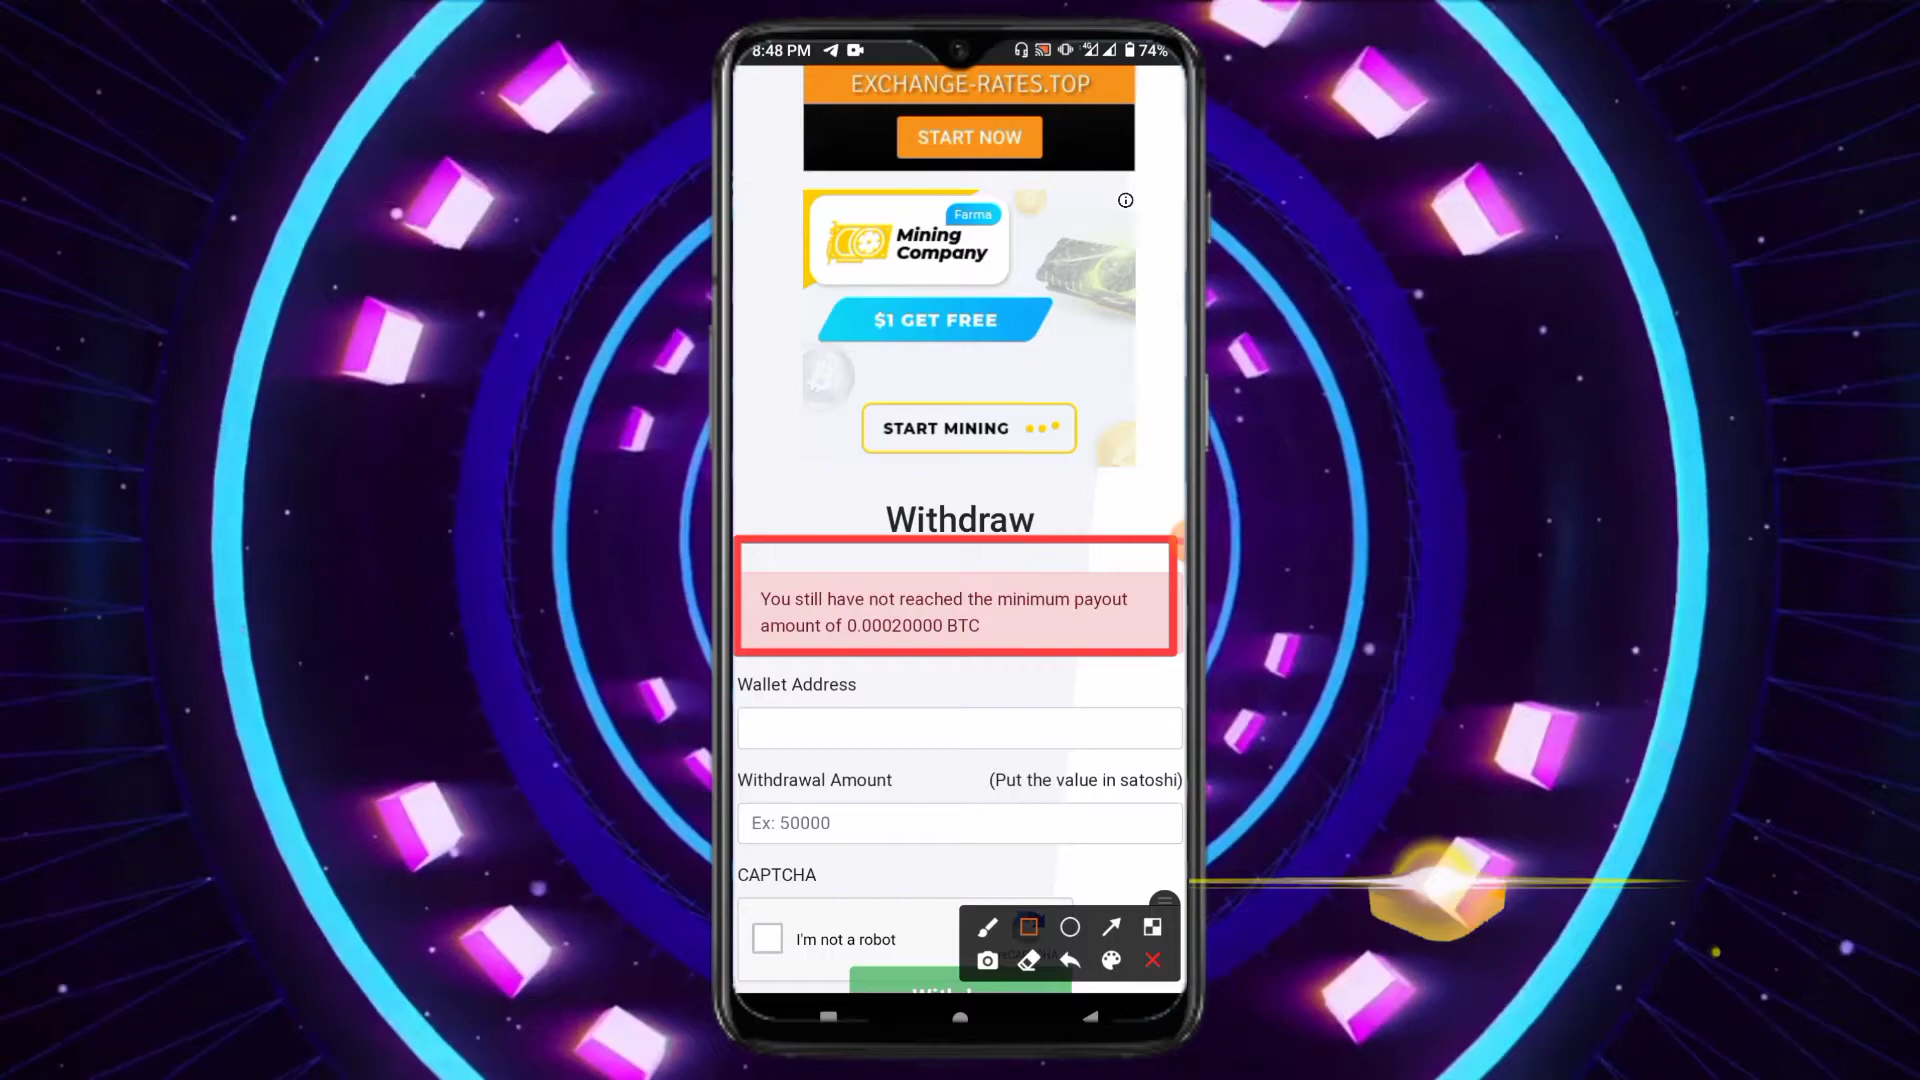 8:48 PM 4G 74%
EXCHANGE-RATES.TOP
START NOW
Farma
Mining
Company
$1 GET FREE
START MINING
Withdraw
You still have not reached the minimum payout
amount of 0.00020000 BTC
Wallet Address
Withdrawal Amount (Put the value in satoshi)
Ex: 50000
CAPTCHA
I'm not a robot